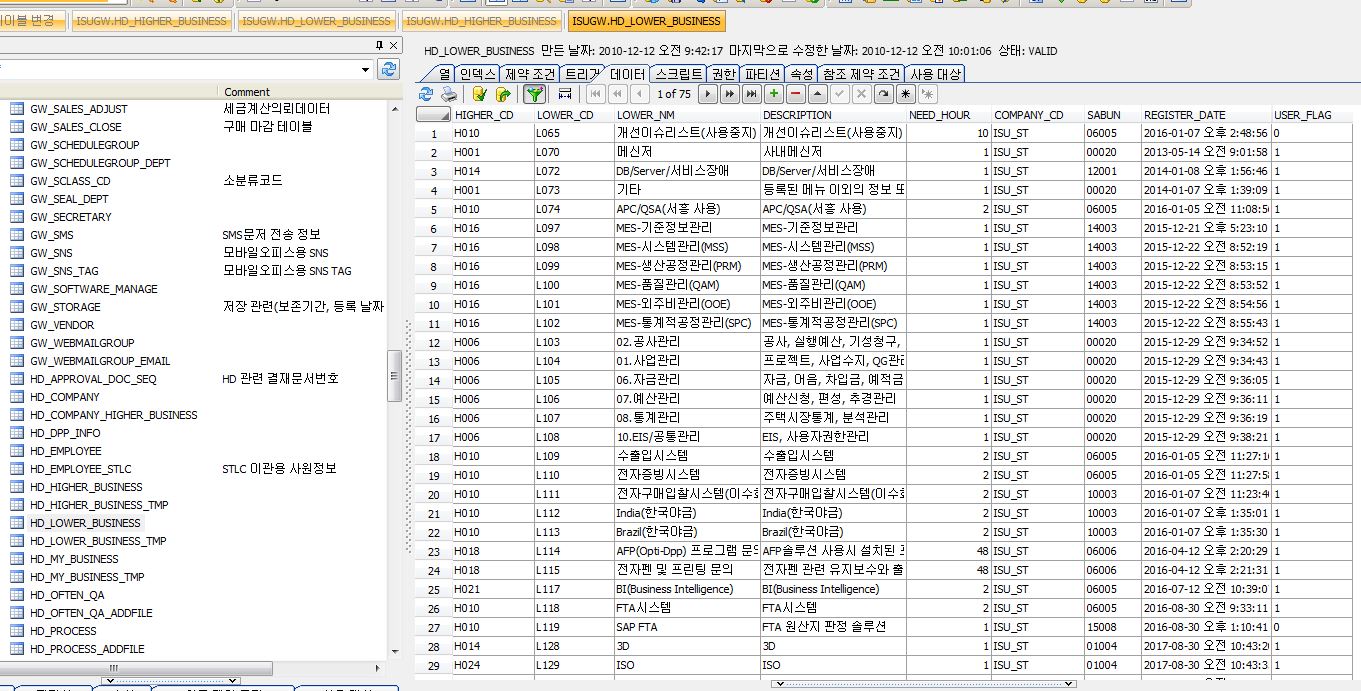 이블 변경 ISUGW.HD_HIGHER_BUSINESS ISUGW.HD_LOWER_BUSINESS ISUGW.HD_HIGHER_BUSINESS ISUGW.HD_LOWER_BUSINESS
Comment
GW_SALES_ADJUST 세금계산의뢰데이터
GW_SALES_CLOSE 구매 마감 테이블
GW_SCHEDULEGROUP
GW_SCHEDULEGROUP_DEPT
GW_SCLASS_CD 소분류코드
GW_SEAL_DEPT
GW_SECRETARY
GW_SMS SMS문저 전송 정보
GW_SNS 모바일오피스용 SNS
GW_SNS_TAG 모바일오피스용 SNS TAG
GW_SOFTWARE_MANAGE
GW_STORAGE 저장 관련(보존기간, 등록 날짜
GW_VENDOR
GW_WEBMAILGROUP
GW_WEBMAILGROUP_EMAIL
HD_APPROVAL_DOC_SEQ HD 관련 결재문서번호
HD_COMPANY
HD_COMPANY_HIGHER_BUSINESS
HD_DPP_INFO
HD_EMPLOYEE
HD_EMPLOYEE_STLC STLC 이관용 사원정보
HD_HIGHER_BUSINESS
HD_HIGHER_BUSINESS_TMP
HD_LOWER_BUSINESS
HD_LOWER_BUSINESS_TMP
HD_MY_BUSINESS
HD_MY_BUSINESS_TMP
HD_OFTEN_QA
HD_OFTEN_QA_ADDFILE
HD_PROCESS
HD_PROCESS_ADDFILE
HD_LOWER_BUSINESS 만든 날짜: 2010-12-12 오전 9:42:17 마지막으로 수정한 날짜: 2010-12-12 오전 10:01:06 상태: VALID
열 인덱스 제약 조건 트리거 데이터 스크립트 권한 파티션 속성 참조 제약 조건 사용 대상
1 of 75
HIGHER_CD LOWER_CD LOWER_NM DESCRIPTION NEED_HOUR COMPANY_CD SABUN REGISTER_DATE USER_FLAG
1 H010 L065 개선이슈리스트(사용중지) 개선이슈리스트(사용중지) 10 ISU_ST 06005 2016-01-07 오후 2:48:56 0
2 H001 L070 메신저 사내메신저 1 ISU_ST 00020 2013-05-14 오전 9:01:58 1
3 H014 L072 DB/Server/서비스장애 DB/Server/서비스장애 1 ISU_ST 12001 2014-01-08 오후 1:56:46 1
4 H001 L073 기타 등록된 메뉴 이외의 정보 또 1 ISU_ST 00020 2014-01-07 오후 1:39:09 1
5 H010 L074 APC/QSA(서흥 사용) APC/QSA(서흥 사용) 2 ISU_ST 06005 2016-01-05 오전 11:08:5 1
6 H016 L097 MES-기준정보관리 MES-기준정보관리 1 ISU_ST 14003 2015-12-21 오후 5:23:10 1
7 H016 L098 MES-시스템관리(MSS) MES-시스템관리(MSS) 1 ISU_ST 14003 2015-12-22 오전 8:52:19 1
8 H016 L099 MES-생산공정관리(PRM) MES-생산공정관리(PRM) 1 ISU_ST 14003 2015-12-22 오전 8:53:15 1
9 H016 L100 MES-품질관리(QAM) MES-품질관리(QAM) 1 ISU_ST 14003 2015-12-22 오전 8:53:52 1
10 H016 L101 MES-외주비관리(OOE) MES-외주비관리(OOE) 1 ISU_ST 14003 2015-12-22 오전 8:54:56 1
11 H016 L102 MES-통계적공정관리(SPC) MES-통계적공정관리(SPC) 1 ISU_ST 14003 2015-12-22 오전 8:55:43 1
12 H006 L103 02.공사관리 공사, 실행예산, 기성청구, 1 ISU_ST 00020 2015-12-29 오전 9:34:52 1
13 H006 L104 01.사업관리 프로젝트, 사업수지, QG관리 1 ISU_ST 00020 2015-12-29 오전 9:34:43 1
14 H006 L105 06.자금관리 자금, 어음, 차입금, 예적금 1 ISU_ST 00020 2015-12-29 오전 9:36:05 1
15 H006 L106 07.예산관리 예산신청, 편성, 추경관리 1 ISU_ST 00020 2015-12-29 오전 9:36:11 1
16 H006 L107 08.통계관리 주택시장통계, 분석관리 1 ISU_ST 00020 2015-12-29 오전 9:36:19 1
17 H006 L108 10.EIS/공통관리 EIS, 사용자권한관리 1 ISU_ST 00020 2015-12-29 오전 9:38:21 1
18 H010 L109 수출입시스템 수출입시스템 2 ISU_ST 06005 2016-01-05 오전 11:27:1 1
19 H010 L110 전자증빙시스템 전자증빙시스템 2 ISU_ST 06005 2016-01-05 오전 11:27:5 1
20 H010 L111 전자구매입찰시스템(이수화 전자구매입찰시스템(이수화 2 ISU_ST 10003 2016-01-07 오전 11:23:4 1
21 H010 L112 India(한국야금) India(한국야금) 2 ISU_ST 10003 2016-01-07 오후 1:35:01 1
22 H010 L113 Brazil(한국야금) Brazil(한국야금) 2 ISU_ST 10003 2016-01-07 오후 1:35:30 1
23 H018 L114 AFP(Opti-Dpp) 프로그램 문의 AFP솔루션 사용시 설치된 프 48 ISU_ST 06006 2016-04-12 오후 2:20:29 1
24 H018 L115 전자펜 및 프린팅 문의 전자펜 관련 유지보수와 출 48 ISU_ST 06006 2016-04-12 오후 2:21:31 1
25 H021 L117 BI(Business Intelligence) BI(Business Intelligence) 2 ISU_ST 06005 2016-07-12 오전 10:39:0 1
26 H010 L118 FTA시스템 FTA시스템 2 ISU_ST 06005 2016-08-30 오전 9:33:11 1
27 H010 L119 SAP FTA FTA 원산지 판정 솔루션 1 ISU_ST 15008 2016-08-30 오후 1:10:41 0
28 H014 L128 3D 3D 1 ISU_ST 01004 2017-08-30 오전 10:43:2 1
29 H024 L129 ISO ISO 1 ISU_ST 01004 2017-08-30 오전 10:43:3 1